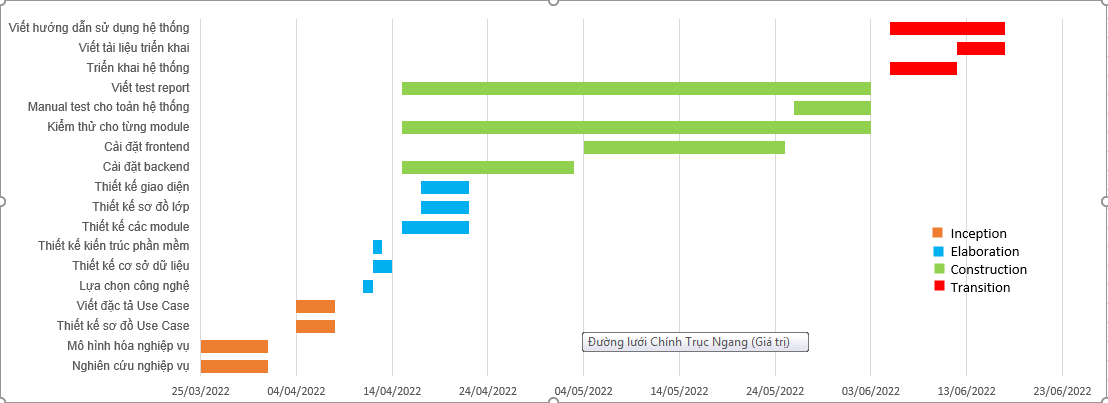 Viết hướng dẫn sử dụng hệ thống
Viết tài liệu triển khai
Triển khai hệ thống
Viết test report
Manual test cho toàn hệ thống
Kiểm thử cho từng module
Cài đặt frontend
Cài đặt backend
Thiết kế giao diện
Thiết kế sơ đồ lớp
Thiết kế các module
Thiết kế kiến trúc phần mềm
Thiết kế cơ sở dữ liệu
Lựa chọn công nghệ
Viết đặc tả Use Case
Thiết kế sơ đồ Use Case
Mô hình hóa nghiệp vụ
Nghiên cứu nghiệp vụ
Inception
Elaboration
Construction
Transition
Đường lưới Chính Trục Ngang (Giá trị)
25/03/2022 04/04/2022 14/04/2022 24/04/2022 04/05/2022 14/05/2022 24/05/2022 03/06/2022 13/06/2022 23/06/2022